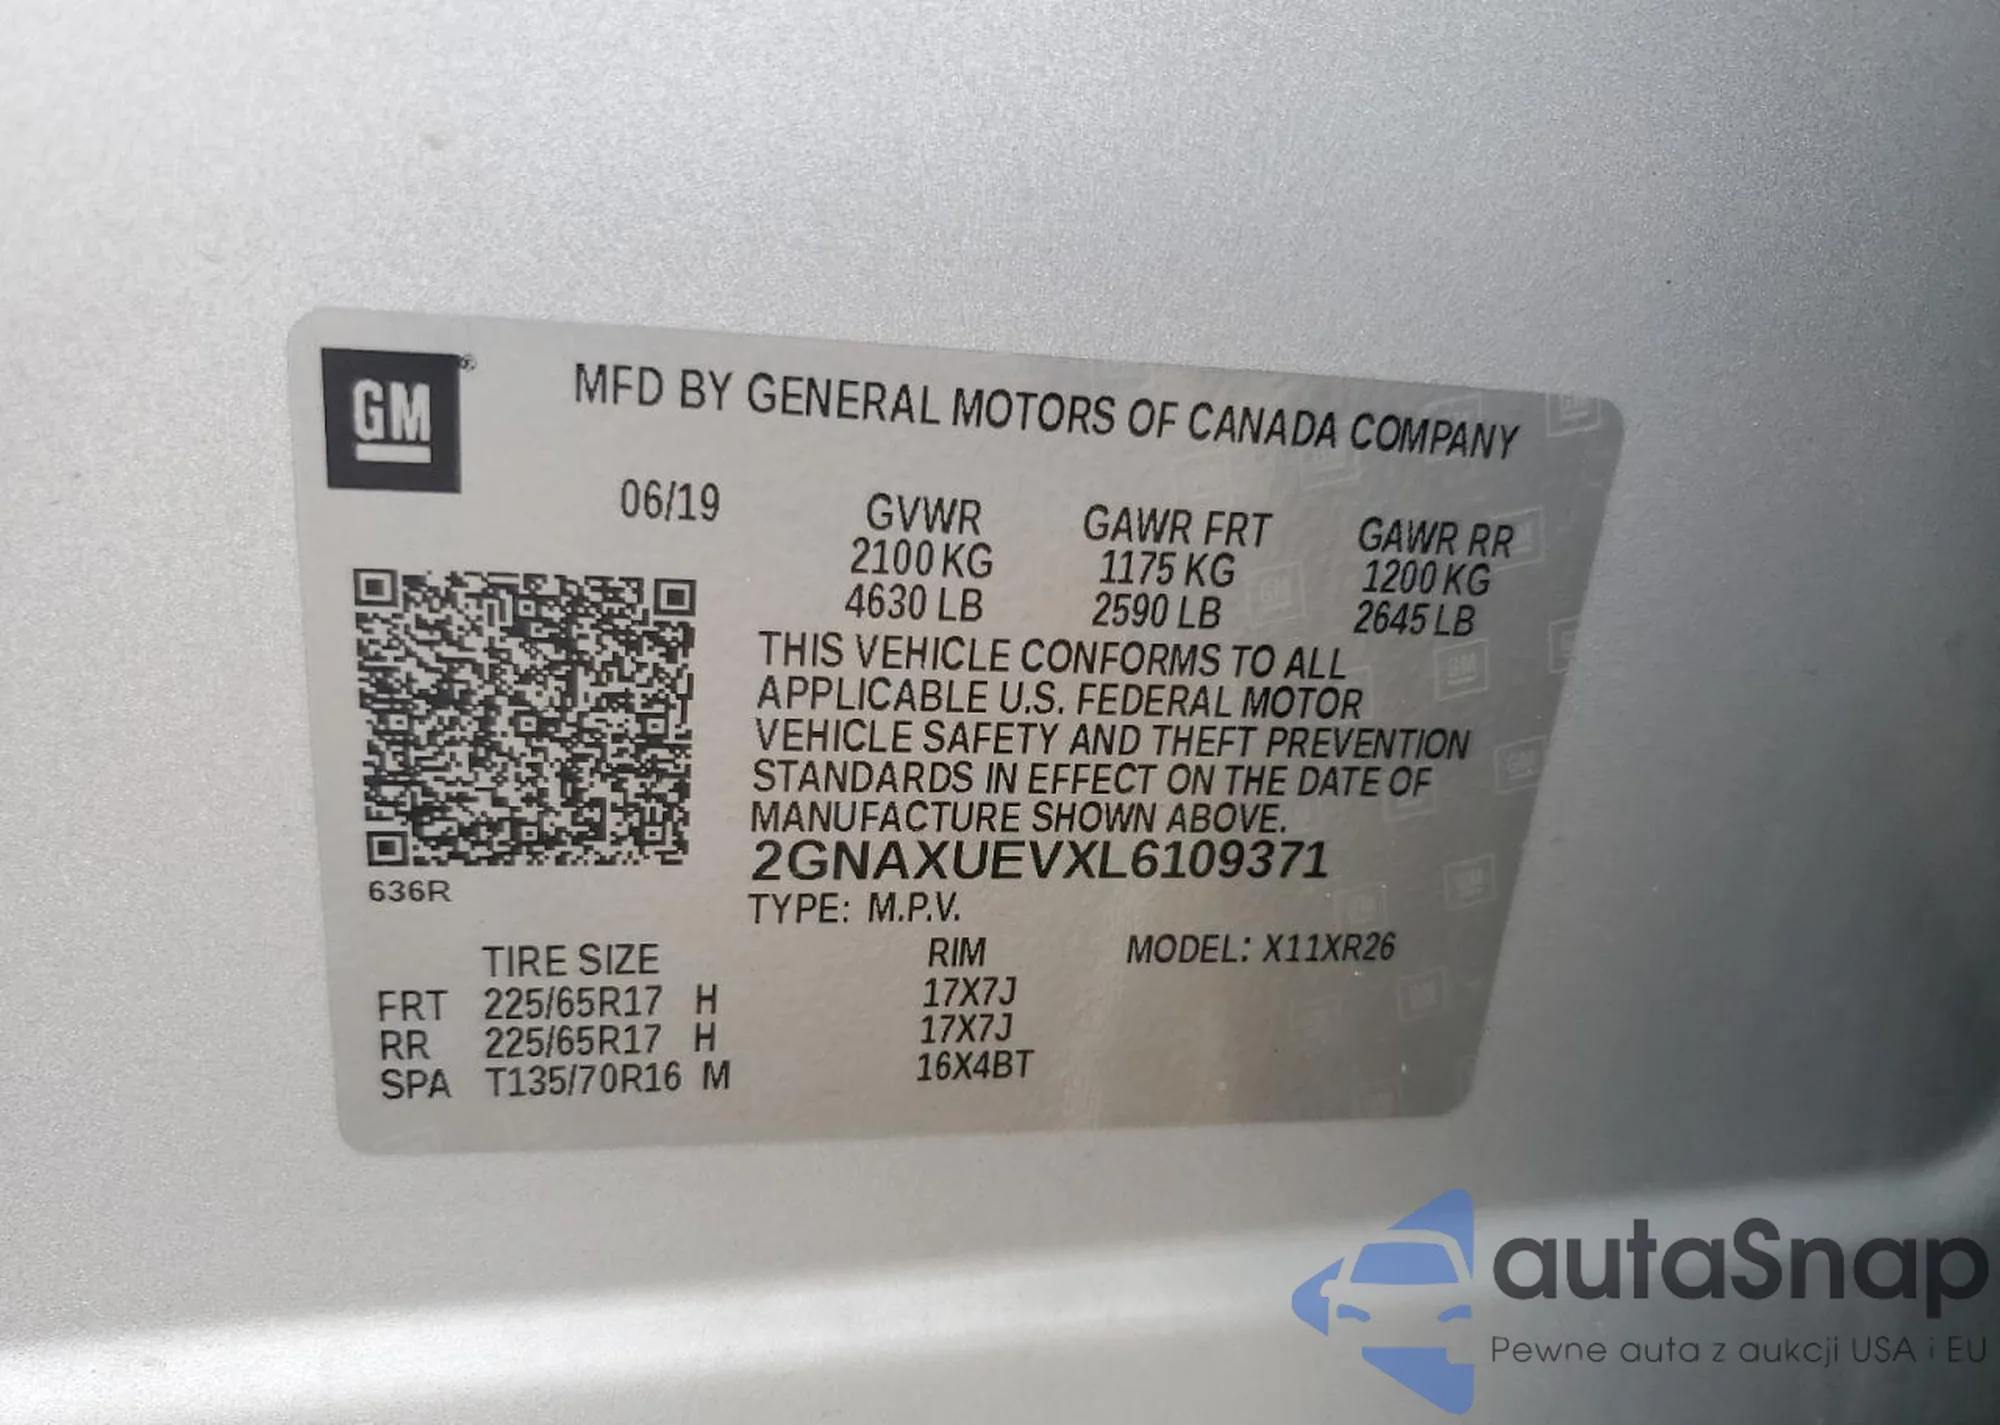 GM®
MFD BY GENERAL MOTORS OF CANADA COMPANY
06/19
GVWR GAWR FRT GAWR RR
2100 KG 1175 KG 1200 KG
4630 LB 2590 LB 2645 LB
THIS VEHICLE CONFORMS TO ALL
APPLICABLE U.S. FEDERAL MOTOR
VEHICLE SAFETY AND THEFT PREVENTION
STANDARDS IN EFFECT ON THE DATE OF
MANUFACTURE SHOWN ABOVE.
2GNAXUEVXL6109371
636R
TYPE: M.P.V.
TIRE SIZE RIM MODEL: X11XR26
FRT 225/65R17 H 17X7J
RR 225/65R17 H 17X7J
SPA T135/70R16 M 16X4BT
autaSnap
Pewne auta z aukcji USA i EU